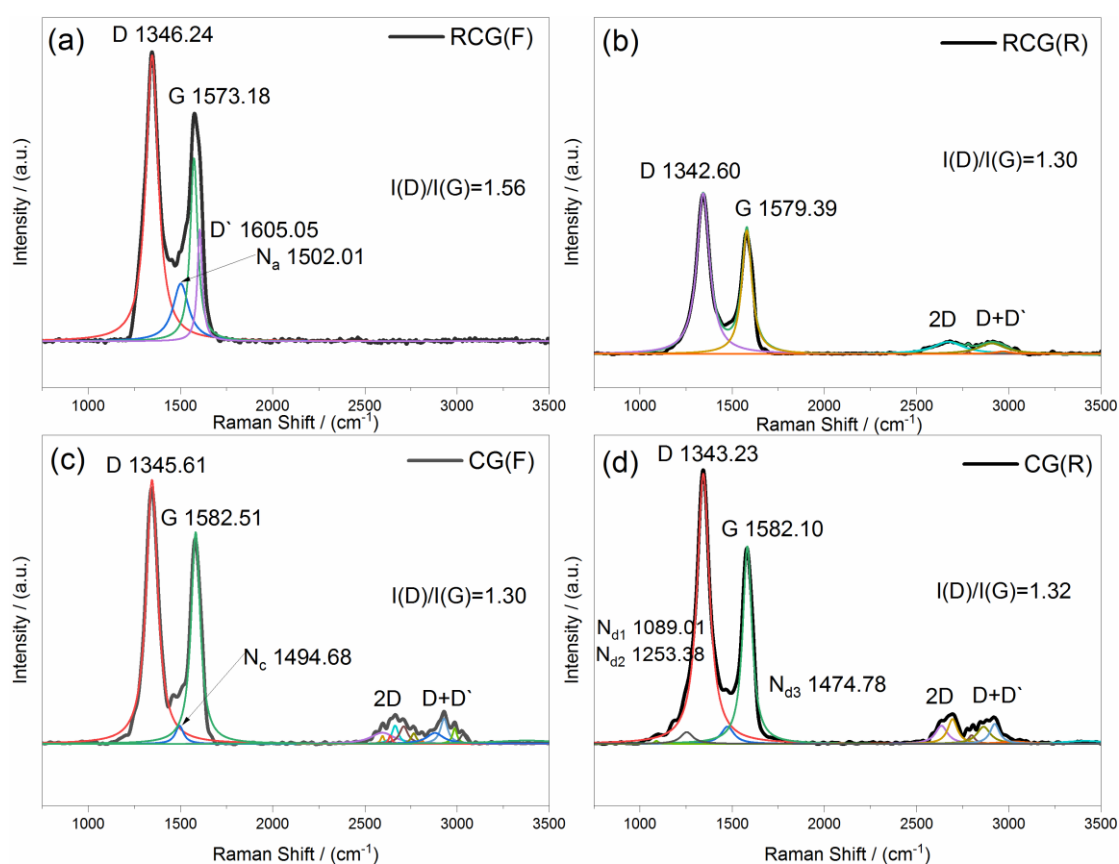 (a)
D 1346.24
RCG(F)
G 1573.18
I(D)/I(G)=1.56
D` 1605.05
Nₐ 1502.01
Intensity / (a.u.)
1000 1500 2000 2500 3000 3500
Raman Shift / (cm⁻¹)
(b)
RCG(R)
I(D)/I(G)=1.30
D 1342.60
G 1579.39
2D D+D`
Intensity / (a.u.)
1000 1500 2000 2500 3000 3500
Raman Shift / (cm⁻¹)
(c)
D 1345.61
CG(F)
G 1582.51
I(D)/I(G)=1.30
N_c 1494.68
2D D+D`
Intensity / (a.u.)
1000 1500 2000 2500 3000 3500
Raman Shift / (cm⁻¹)
(d)
D 1343.23
CG(R)
G 1582.10
I(D)/I(G)=1.32
N_d1 1089.01
N_d2 1253.38
N_d3 1474.78
2D D+D`
Intensity / (a.u.)
1000 1500 2000 2500 3000 3500
Raman Shift / (cm⁻¹)